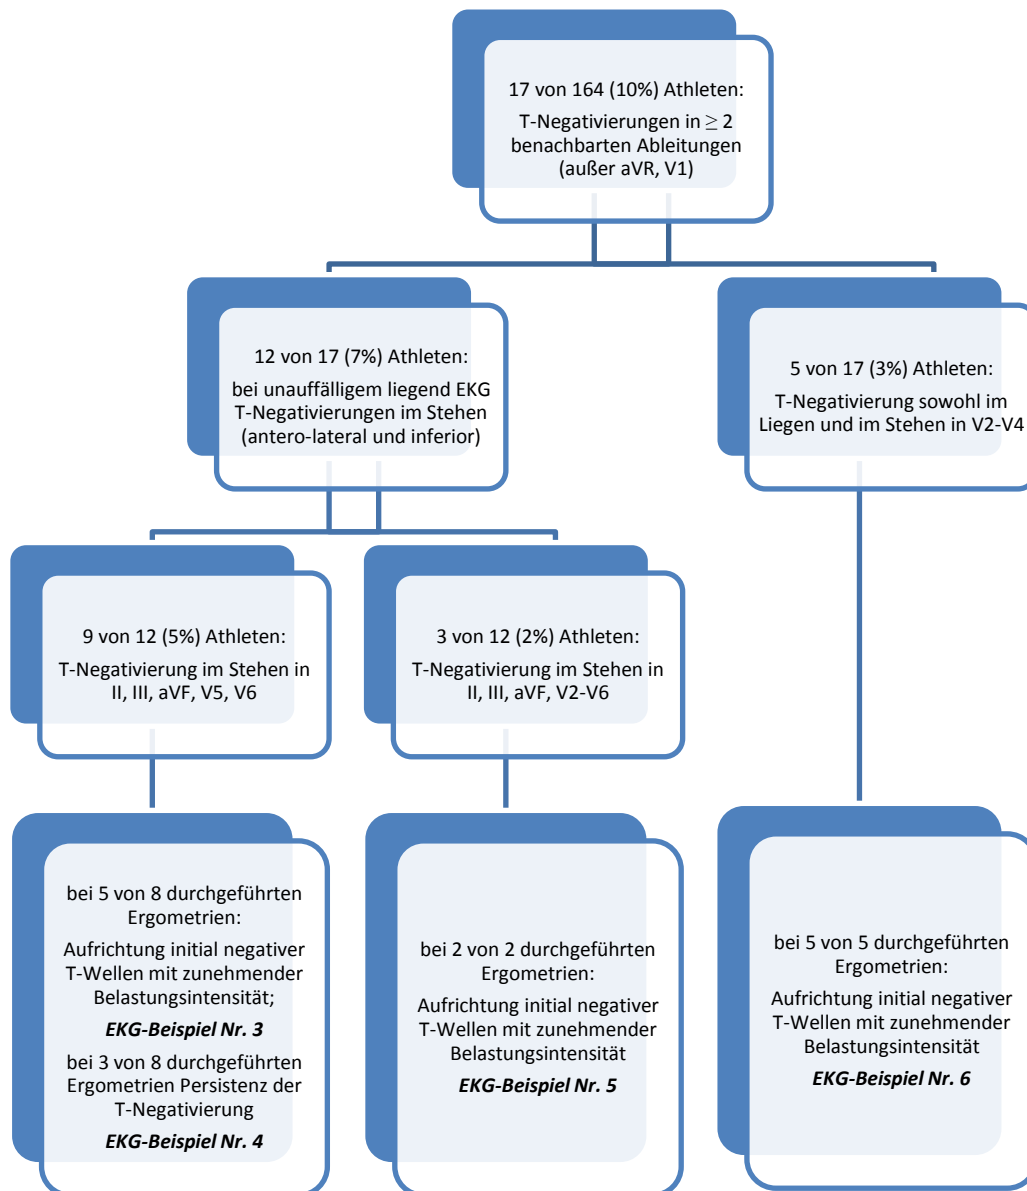 17 von 164 (10%) Athleten:
T-Negativierungen in ≥ 2
benachbarten Ableitungen
(außer aVR, V1)
12 von 17 (7%) Athleten:
bei unauffälligem liegend EKG
T-Negativierungen im Stehen
(antero-lateral und inferior)
5 von 17 (3%) Athleten:
T-Negativierung sowohl im
Liegen und im Stehen in V2-V4
9 von 12 (5%) Athleten:
T-Negativierung im Stehen in
II, III, aVF, V5, V6
3 von 12 (2%) Athleten:
T-Negativierung im Stehen in
II, III, aVF, V2-V6
bei 5 von 8 durchgeführten
Ergometrien:
Aufrichtung initial negativer
T-Wellen mit zunehmender
Belastungsintensität;
EKG-Beispiel Nr. 3
bei 3 von 8 durchgeführten
Ergometrien Persistenz der
T-Negativierung
EKG-Beispiel Nr. 4
bei 2 von 2 durchgeführten
Ergometrien:
Aufrichtung initial negativer
T-Wellen mit zunehmender
Belastungsintensität
EKG-Beispiel Nr. 5
bei 5 von 5 durchgeführten
Ergometrien:
Aufrichtung initial negativer
T-Wellen mit zunehmender
Belastungsintensität
EKG-Beispiel Nr. 6